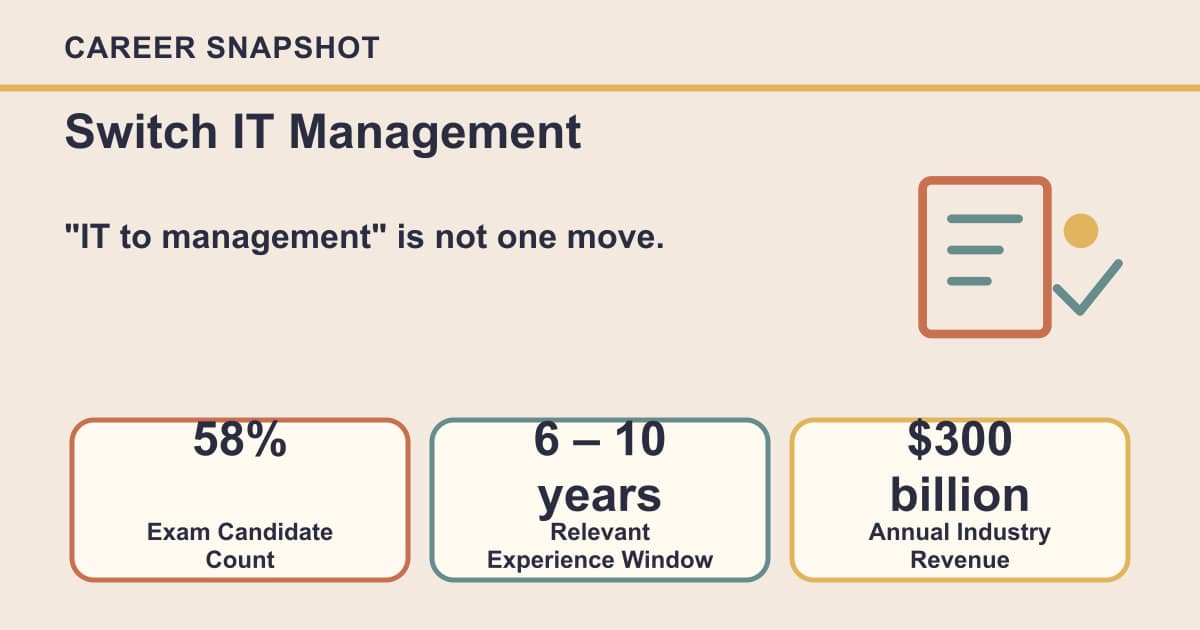 CAREER SNAPSHOT
Switch IT Management
"IT to management" is not one move.
58%
Exam Candidate
Count
6 – 10
years
Relevant
Experience Window
$300
billion
Annual Industry
Revenue